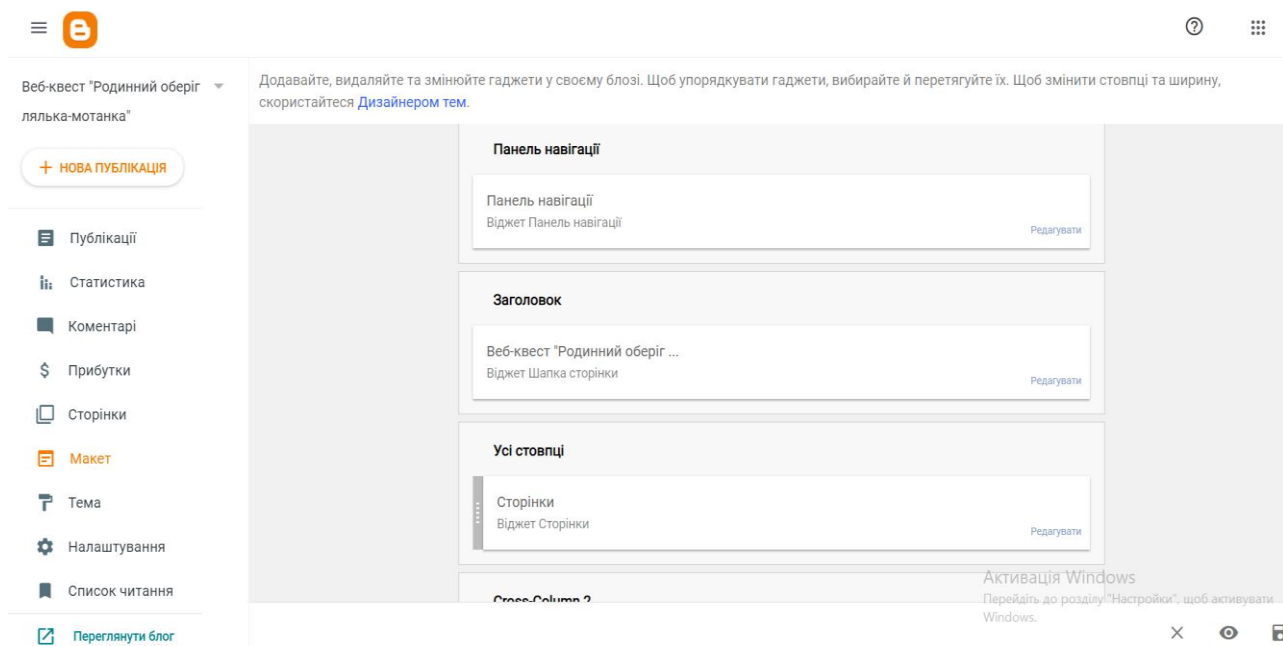 Веб-квест "Родинний оберіг
лялька-мотанка"
НОВА ПУБЛІКАЦІЯ
Публікації
Статистика
Коментарі
Прибутки
Сторінки
Макет
Тема
Налаштування
Список читання
Переглянути блог
Додавайте, видаляйте та змінюйте гаджети у своєму блозі. Щоб упорядкувати гаджети, вибирайте й перетягуйте їх. Щоб змінити стовпці та ширину,
скористайтеся Дизайнером тем.
Панель навігації
Панель навігації
Віджет Панель навігації
Редагувати
Заголовок
Веб-квест "Родинний оберіг ...
Віджет Шапка сторінки
Редагувати
Усі стовпці
Сторінки
Віджет Сторінки
Редагувати
Cross-Column 2
Активація Windows
Перейдіть до розділу "Настройки", щоб активувати
Windows.